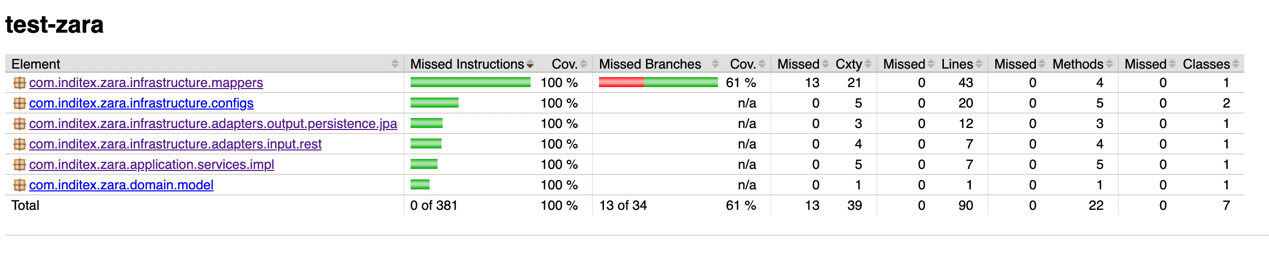 test-zara
Element Missed Instructions Cov. Missed Branches Cov. Missed Cxty Missed Lines Missed Methods Missed Classes
com.inditex.zara.infrastructure.mappers 100 % 61 % 13 21 0 43 0 4 0 1
com.inditex.zara.infrastructure.configs 100 % n/a 0 5 0 20 0 5 0 2
com.inditex.zara.infrastructure.adapters.output.persistence.jpa 100 % n/a 0 3 0 12 0 3 0 1
com.inditex.zara.infrastructure.adapters.input.rest 100 % n/a 0 4 0 7 0 4 0 1
com.inditex.zara.application.services.impl 100 % n/a 0 5 0 7 0 5 0 1
com.inditex.zara.domain.model 100 % n/a 0 1 0 1 0 1 0 1
Total 0 of 381 100 % 13 of 34 61 % 13 39 0 90 0 22 0 7